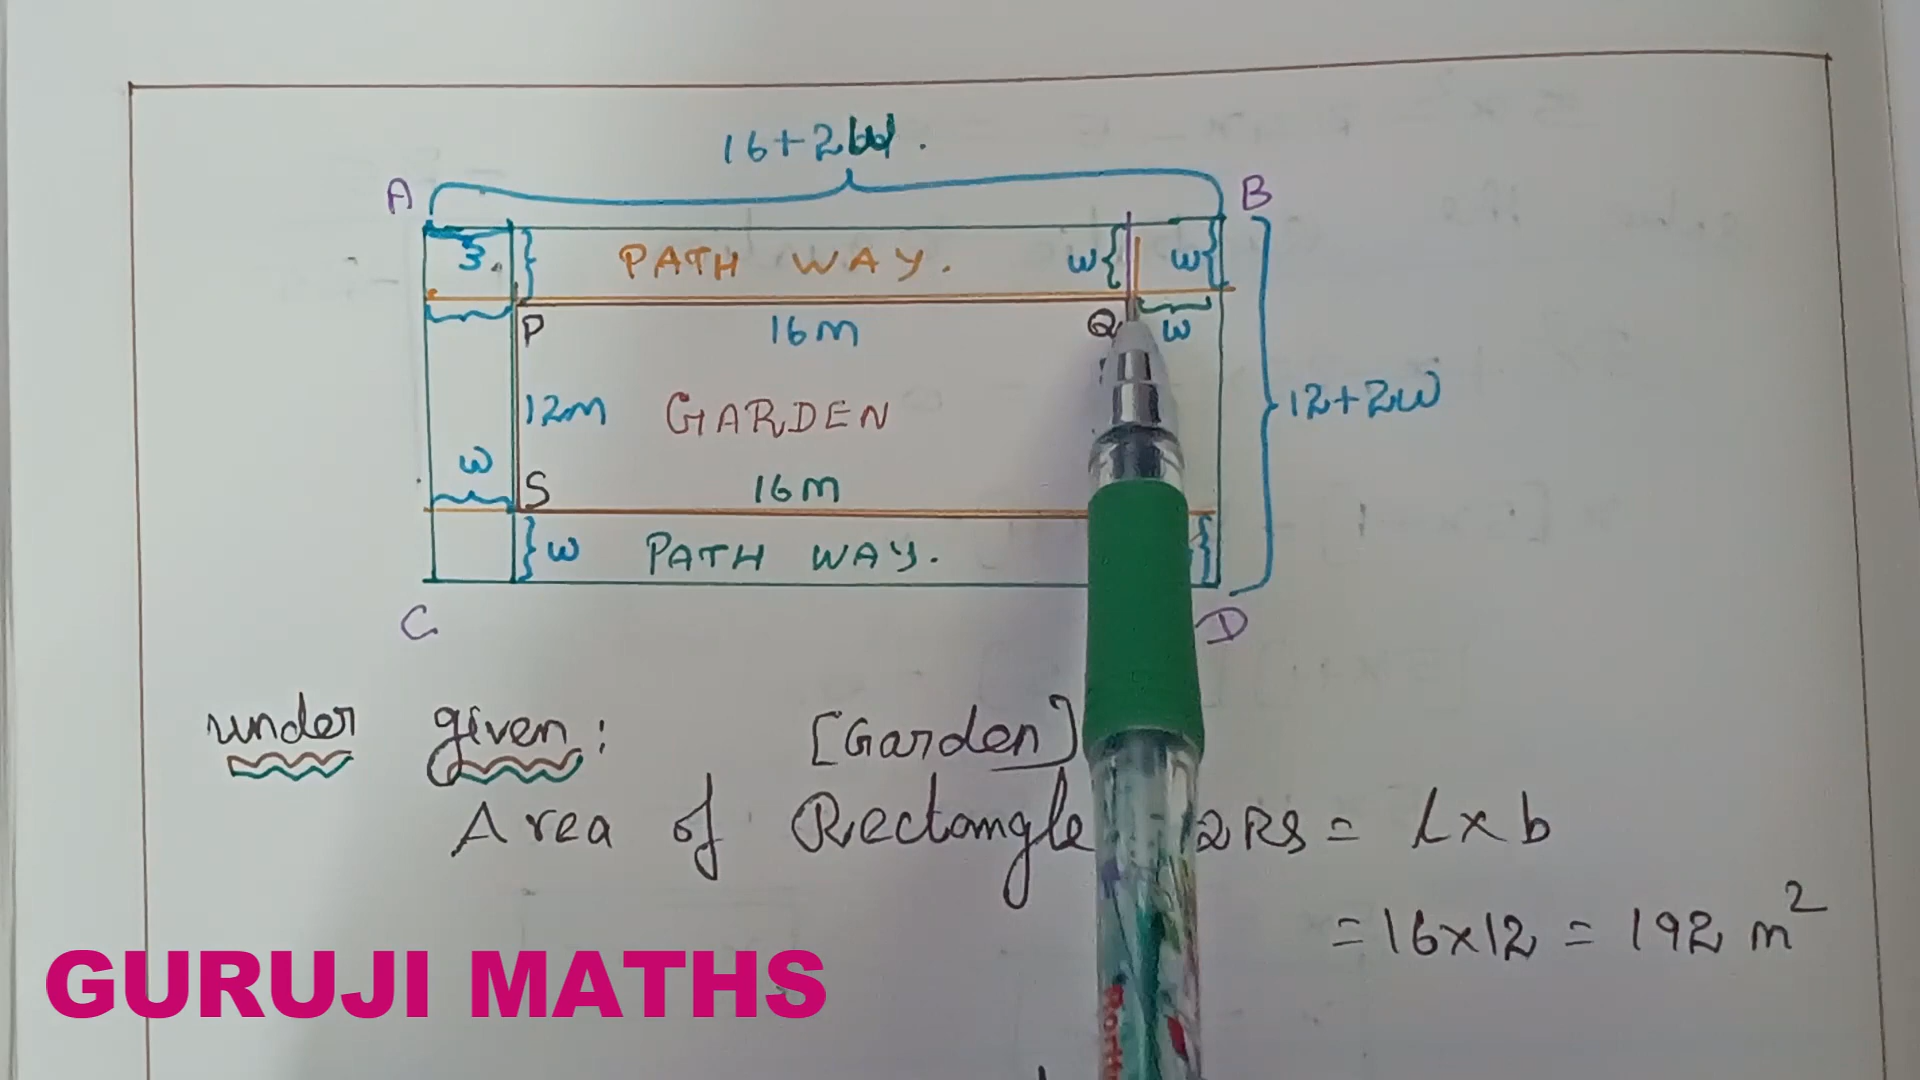 16+2w.
A B
3. PATH WAY. w w
P 16m Q w
12m GARDEN 12+2w
w
S 16m
w PATH WAY.
C D
under given: [Garden]
Area of Rectangle 2RS = l×b
=16×12 = 192 m²
GURUJI MATHS